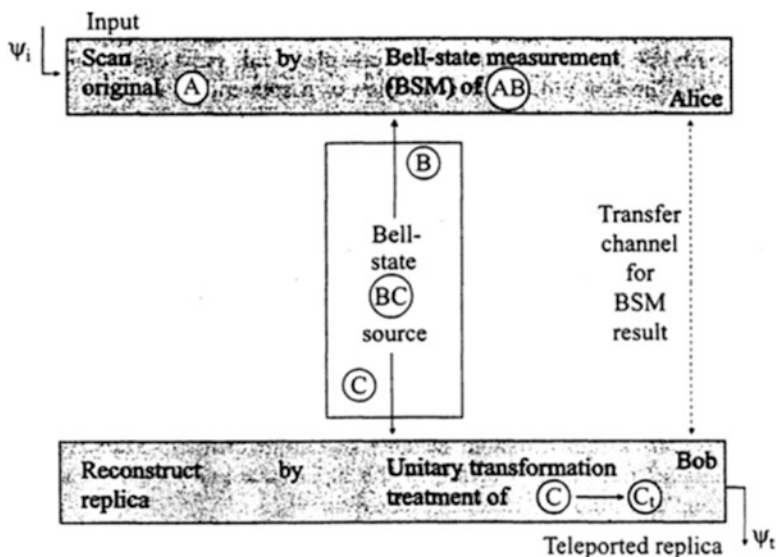 Input
Ψi
Scan by Bell-state measurement
original A (BSM) of AB
Alice
B
Bell-
state
BC
source
C
Transfer
channel
for
BSM
result
Bob
Reconstruct by Unitary transformation
replica treatment of C Ct
Teleported replica Ψt